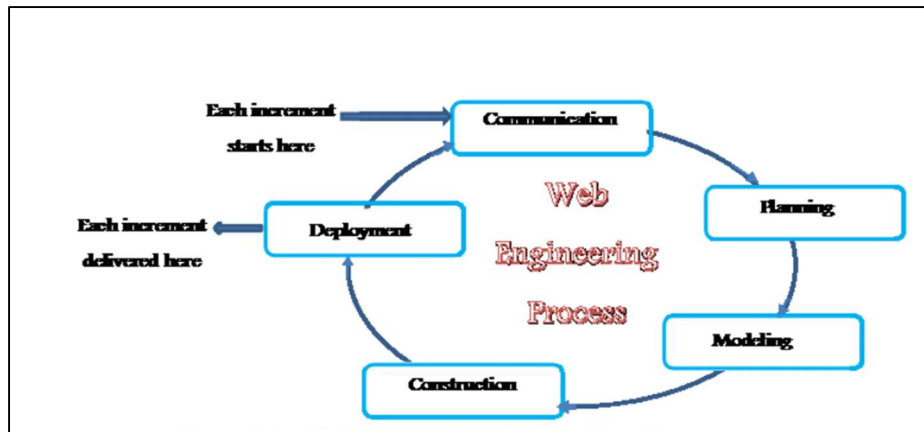 Each increment
starts here
Communication
Web
Engineering
Process
Planning
Each increment
delivered here
Deployment
Modeling
Construction